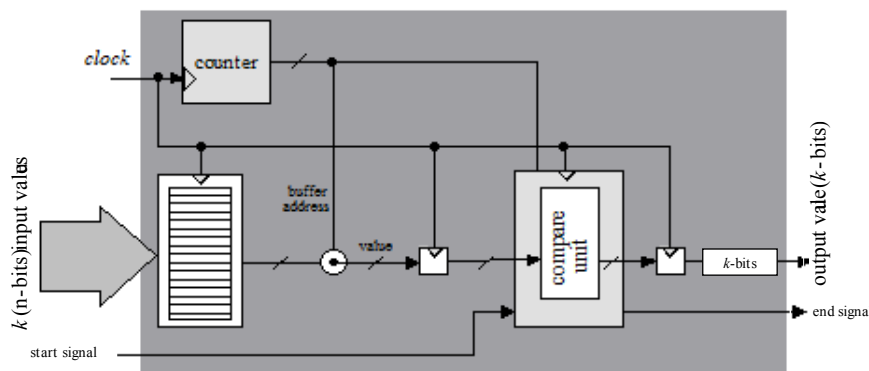 clock
counter
buffer
address
value
compare
unit
k-bits
k (n-bits)input values
output vale(k-bits)
start signal
end signa